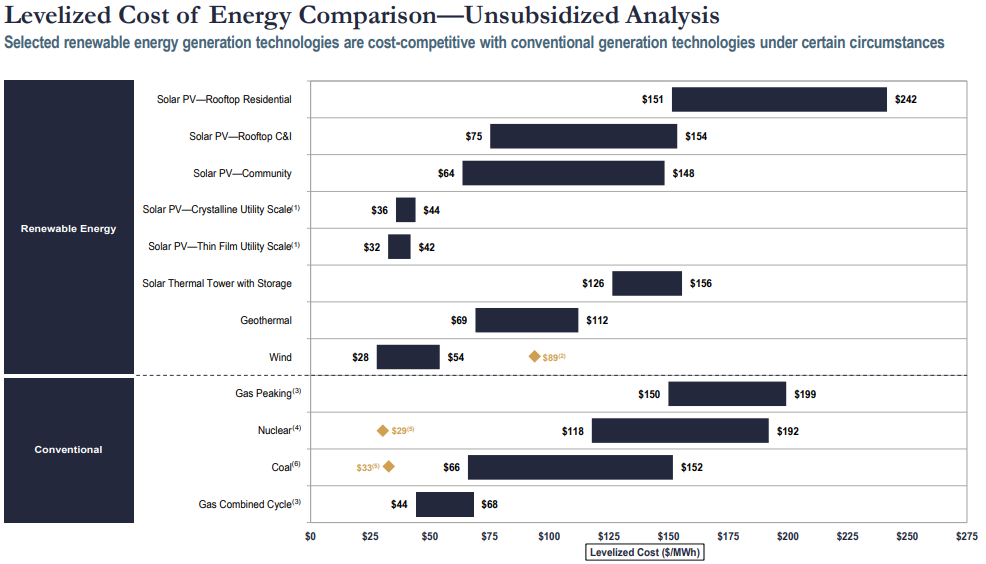 Levelized Cost of Energy Comparison—Unsubsidized Analysis
Selected renewable energy generation technologies are cost-competitive with conventional generation technologies under certain circumstances
Renewable Energy
Solar PV—Rooftop Residential $151 $242
Solar PV—Rooftop C&I $75 $154
Solar PV—Community $64 $148
Solar PV—Crystalline Utility Scale(1) $36 $44
Solar PV—Thin Film Utility Scale(1) $32 $42
Solar Thermal Tower with Storage $126 $156
Geothermal $69 $112
Wind $28 $54 $89(2)
Conventional
Gas Peaking(3) $150 $199
Nuclear(4) $29(5) $118 $192
Coal(6) $33(5) $66 $152
Gas Combined Cycle(3) $44 $68
$0 $25 $50 $75 $100 $125 $150 $175 $200 $225 $250 $275
Levelized Cost ($/MWh)